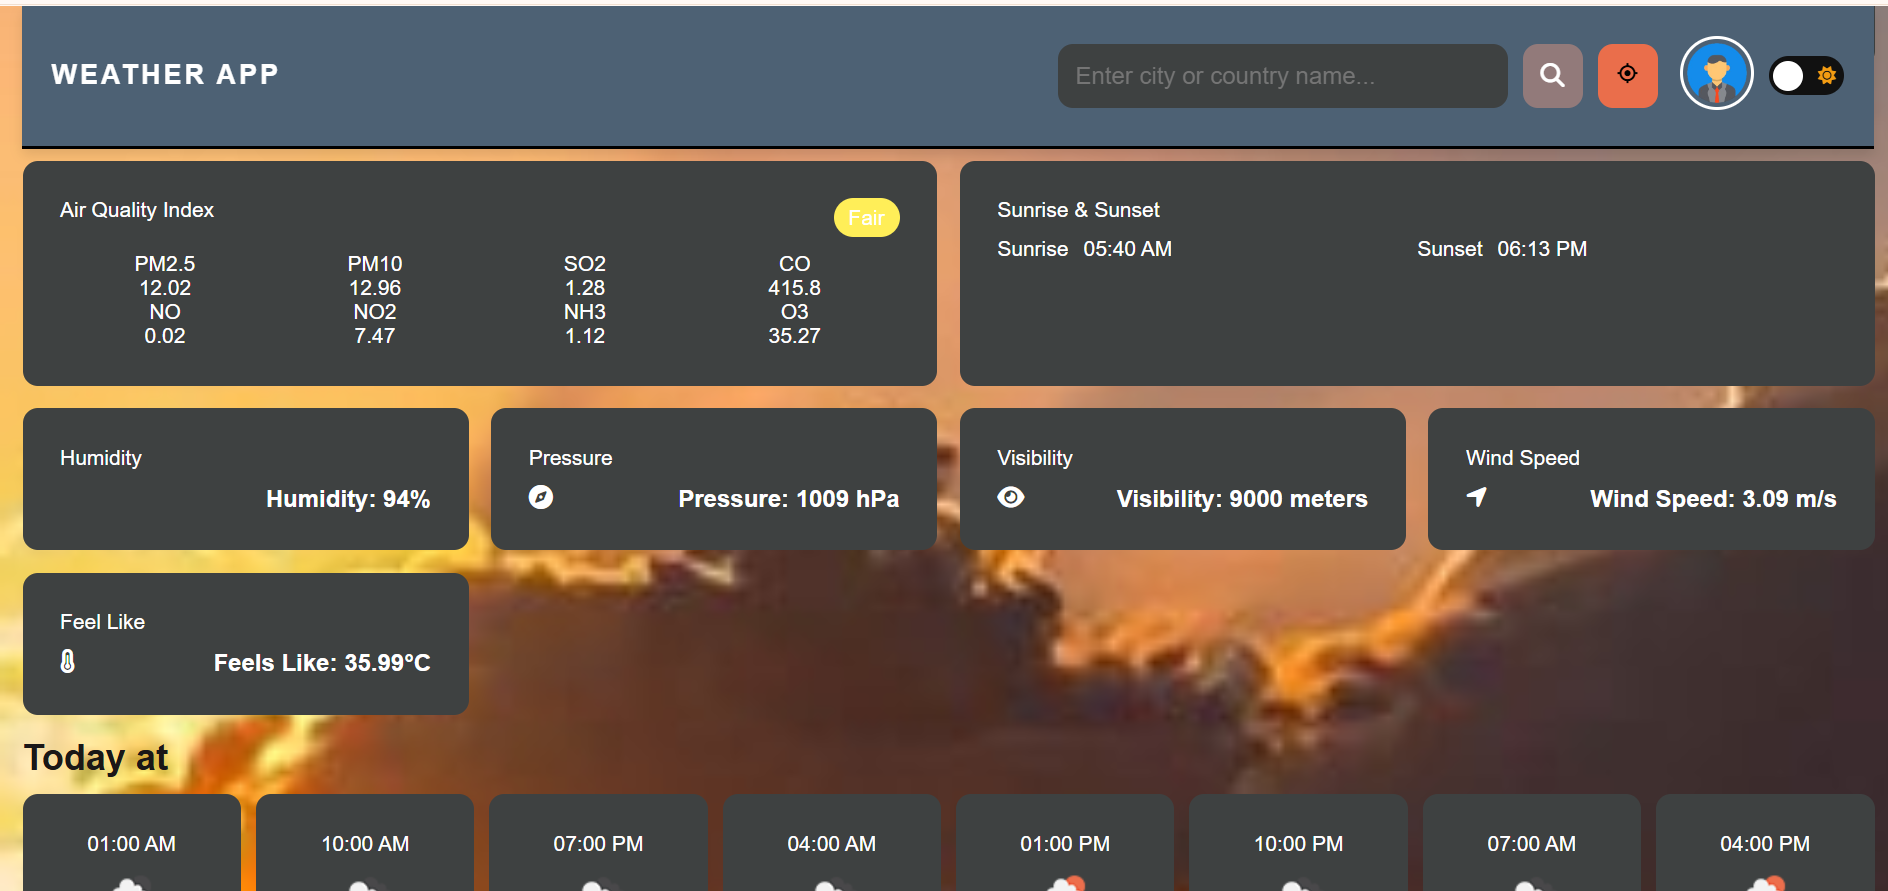 WEATHER APP
Enter city or country name...
Air Quality Index
Fair
PM2.5 PM10 SO2 CO
12.02 12.96 1.28 415.8
NO NO2 NH3 O3
0.02 7.47 1.12 35.27
Sunrise & Sunset
Sunrise 05:40 AM Sunset 06:13 PM
Humidity
Humidity: 94%
Pressure
Pressure: 1009 hPa
Visibility
Visibility: 9000 meters
Wind Speed
Wind Speed: 3.09 m/s
Feel Like
Feels Like: 35.99°C
Today at
01:00 AM 10:00 AM 07:00 PM 04:00 AM 01:00 PM 10:00 PM 07:00 AM 04:00 PM